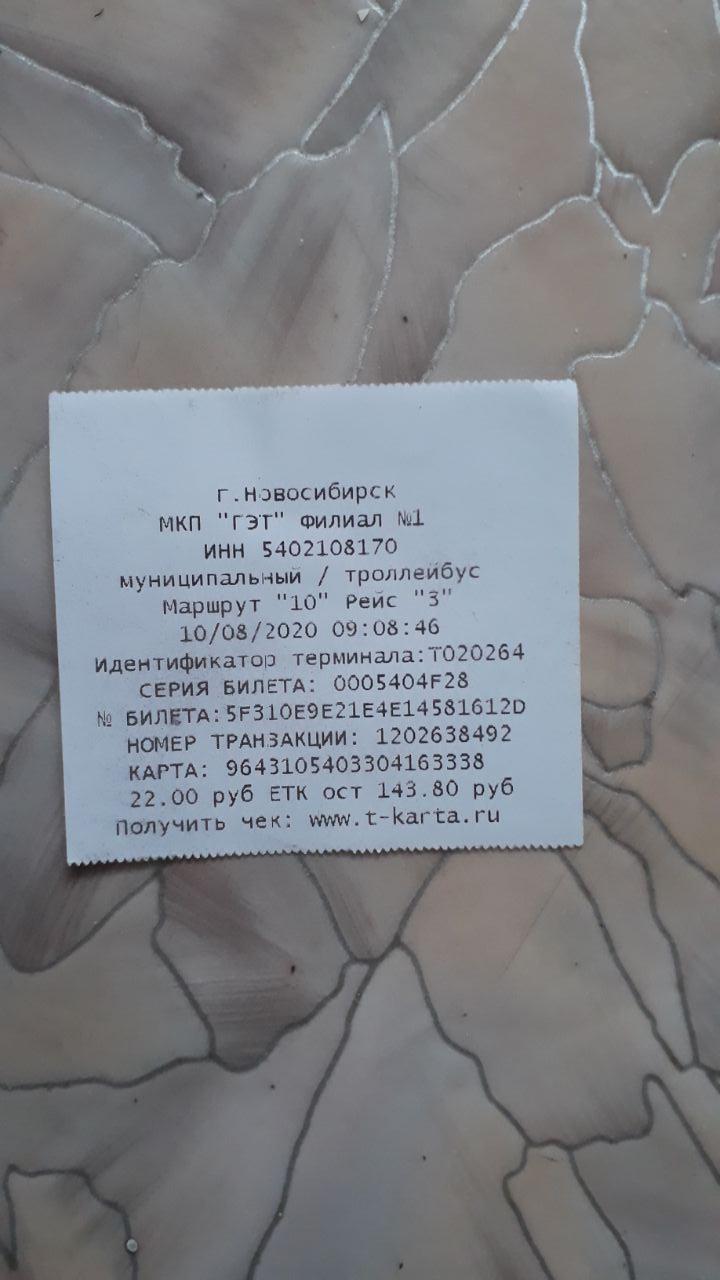 г.Новосибирск
МКП "ГЭТ" Филиал №1
ИНН 5402108170
муниципальный / троллейбус
Маршрут "10" Рейс "3"
10/08/2020 09:08:46
Идентификатор терминала:T020264
СЕРИЯ БИЛЕТА: 0005404F28
№ БИЛЕТА:5F310E9E21E4E14581612D
НОМЕР ТРАНЗАКЦИИ: 1202638492
КАРТА: 9643105403304163338
22.00 руб ЕТК ост 143.80 руб
Получить чек: www.t-karta.ru